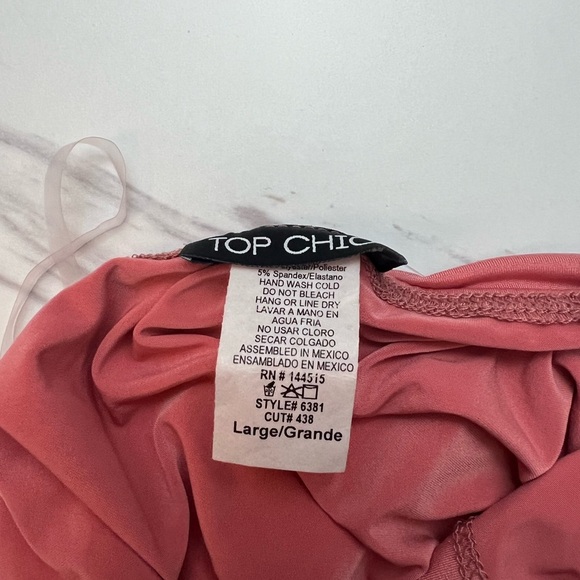 TOP CHIC
5% Spandex/Elastano
HAND WASH COLD
DO NOT BLEACH
HANG OR LINE DRY
LAVAR A MANO EN
AGUA FRIA
NO USAR CLORO
SECAR COLGADO
ASSEMBLED IN MEXICO
ENSAMBLADO EN MEXICO
RN # 144515
STYLE# 6381
CUT# 438
Large/Grande